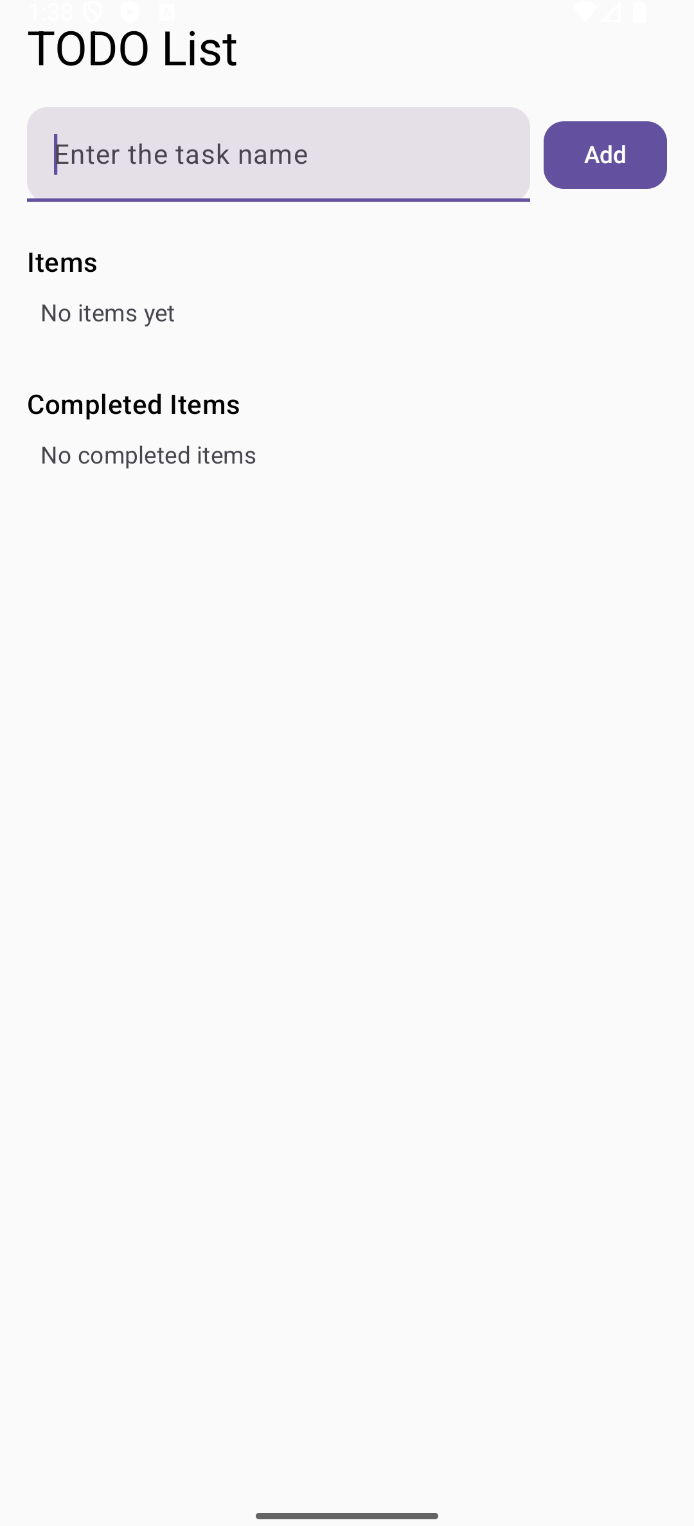 1:38
TODO List
Enter the task name
Add
Items
No items yet
Completed Items
No completed items